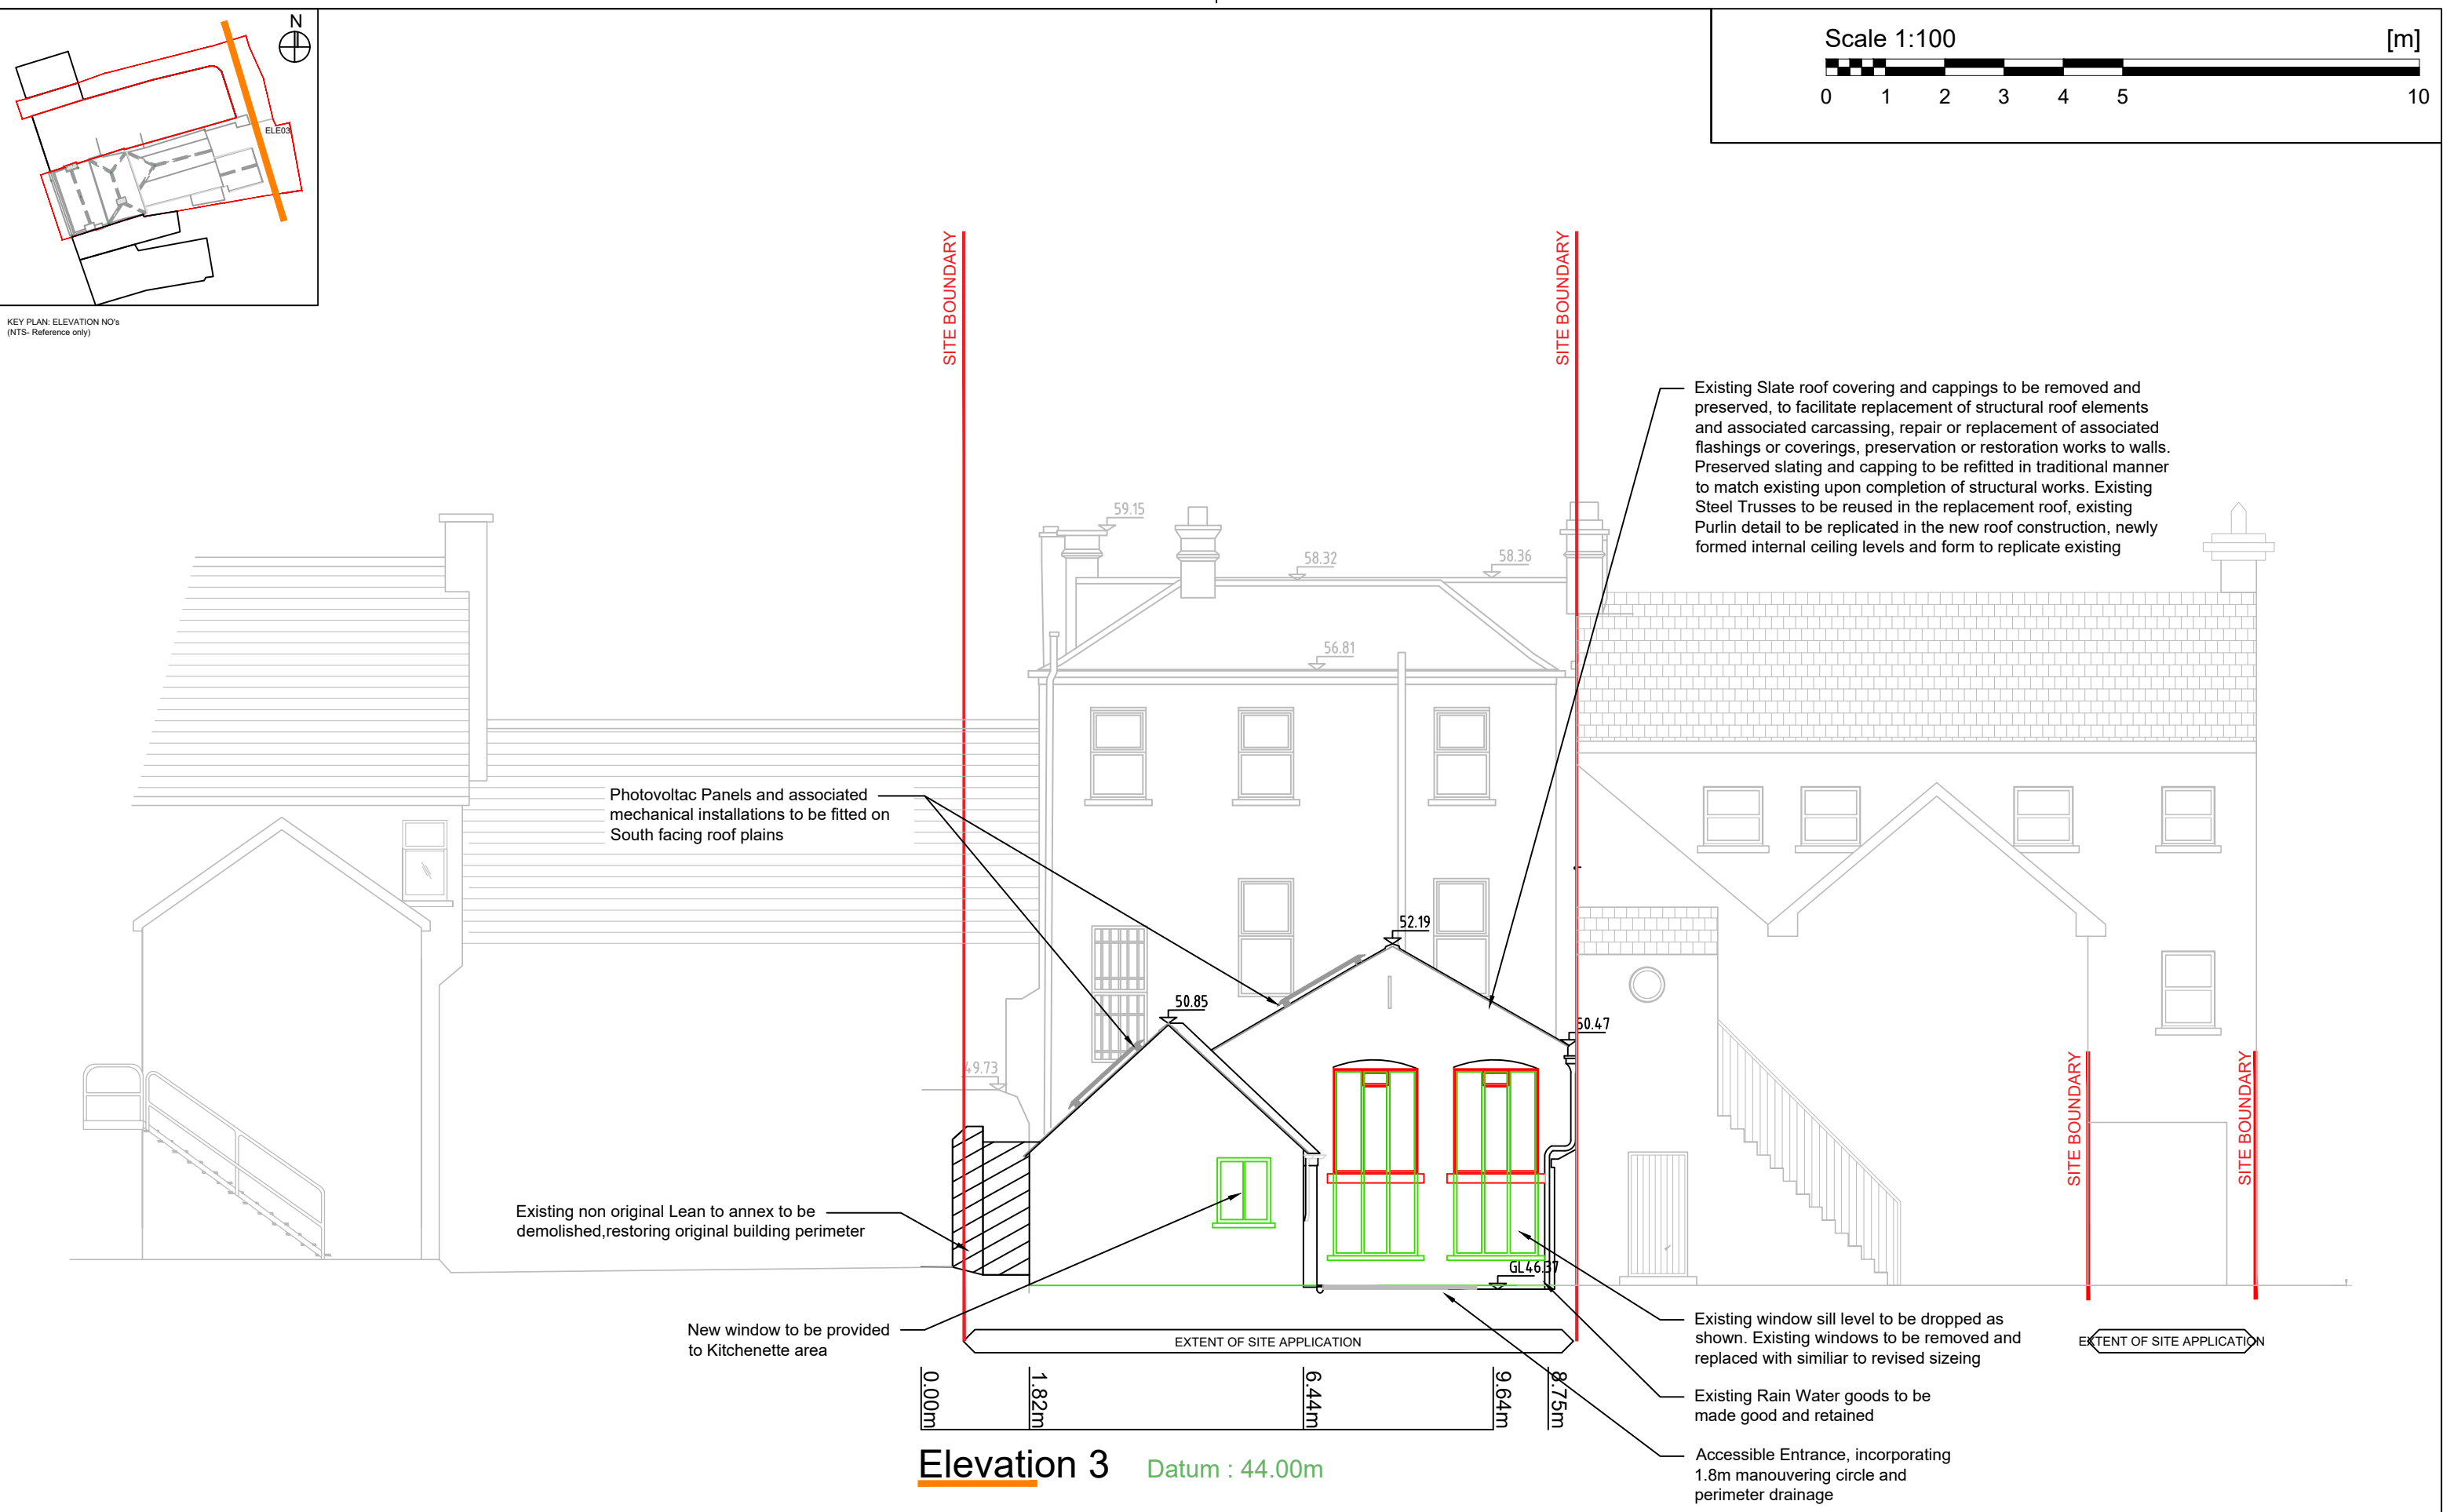 N
ELE03
KEY PLAN: ELEVATION NO's
(NTS- Reference only)
Scale 1:100
[m]
0 1 2 3 4 5 10
SITE BOUNDARY
SITE BOUNDARY
Existing Slate roof covering and cappings to be removed and
preserved, to facilitate replacement of structural roof elements
and associated carcassing, repair or replacement of associated
flashings or coverings, preservation or restoration works to walls.
Preserved slating and capping to be refitted in traditional manner
to match existing upon completion of structural works. Existing
Steel Trusses to be reused in the replacement roof, existing
Purlin detail to be replicated in the new roof construction, newly
formed internal ceiling levels and form to replicate existing
59.15
58.32
58.36
56.81
Photovoltac Panels and associated
mechanical installations to be fitted on
South facing roof plains
52.19
50.85
50.47
49.73
SITE BOUNDARY
SITE BOUNDARY
Existing non original Lean to annex to be
demolished,restoring original building perimeter
GL46.37
New window to be provided
to Kitchenette area
EXTENT OF SITE APPLICATION
EXTENT OF SITE APPLICATION
Existing window sill level to be dropped as
shown. Existing windows to be removed and
replaced with similiar to revised sizeing
Existing Rain Water goods to be
made good and retained
Accessible Entrance, incorporating
1.8m manouvering circle and
perimeter drainage
0.00m
1.82m
6.44m
9.64m
8.75m
Elevation 3
Datum : 44.00m